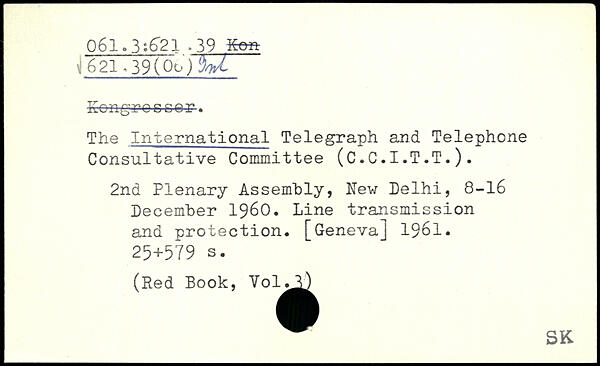 061.3:621.39 Kon
√621.39(06) Int
Kongresser.
The International Telegraph and Telephone
Consultative Committee (C.C.I.T.T.).
2nd Plenary Assembly, New Delhi, 8-16
December 1960. Line transmission
and protection. [Geneva] 1961.
25+579 s.
(Red Book, Vol.3)
SK